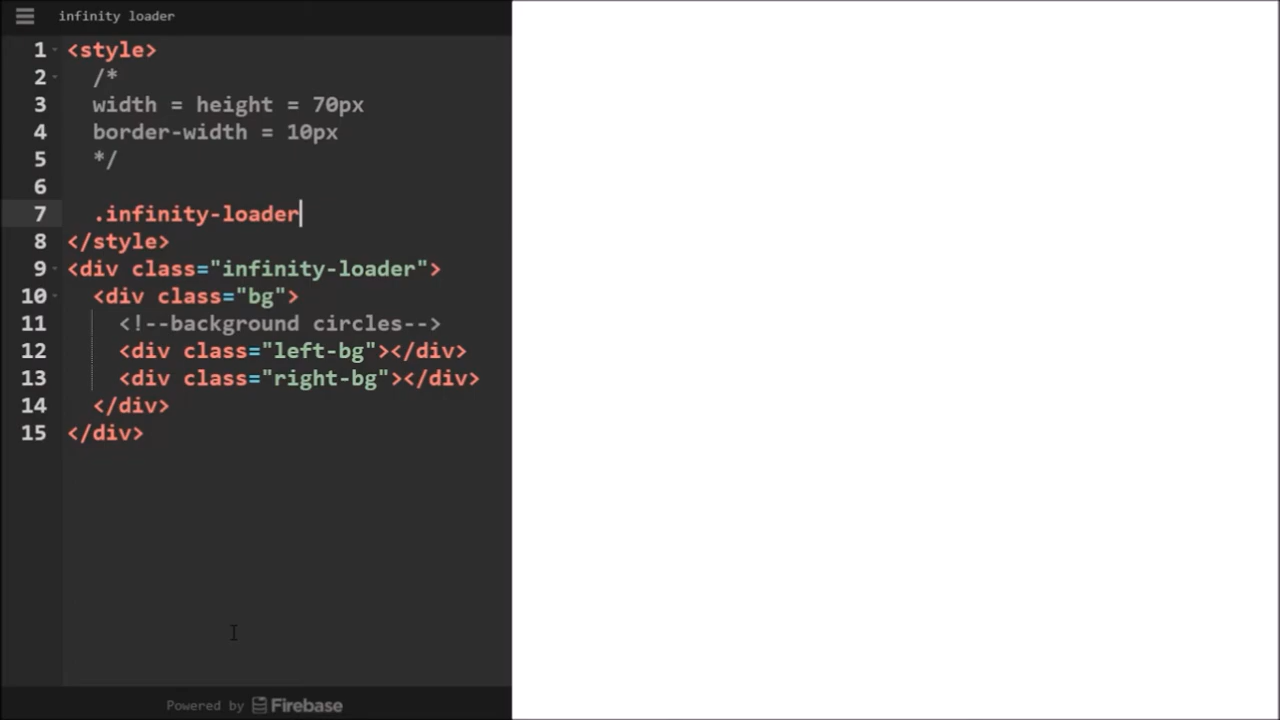 infinity loader
1 <style>
2 /*
3 width = height = 70px
4 border-width = 10px
5 */
6
7 .infinity-loader
8 </style>
9 <div class="infinity-loader">
10 <div class="bg">
11 <!--background circles-->
12 <div class="left-bg"></div>
13 <div class="right-bg"></div>
14 </div>
15 </div>
Powered by Firebase